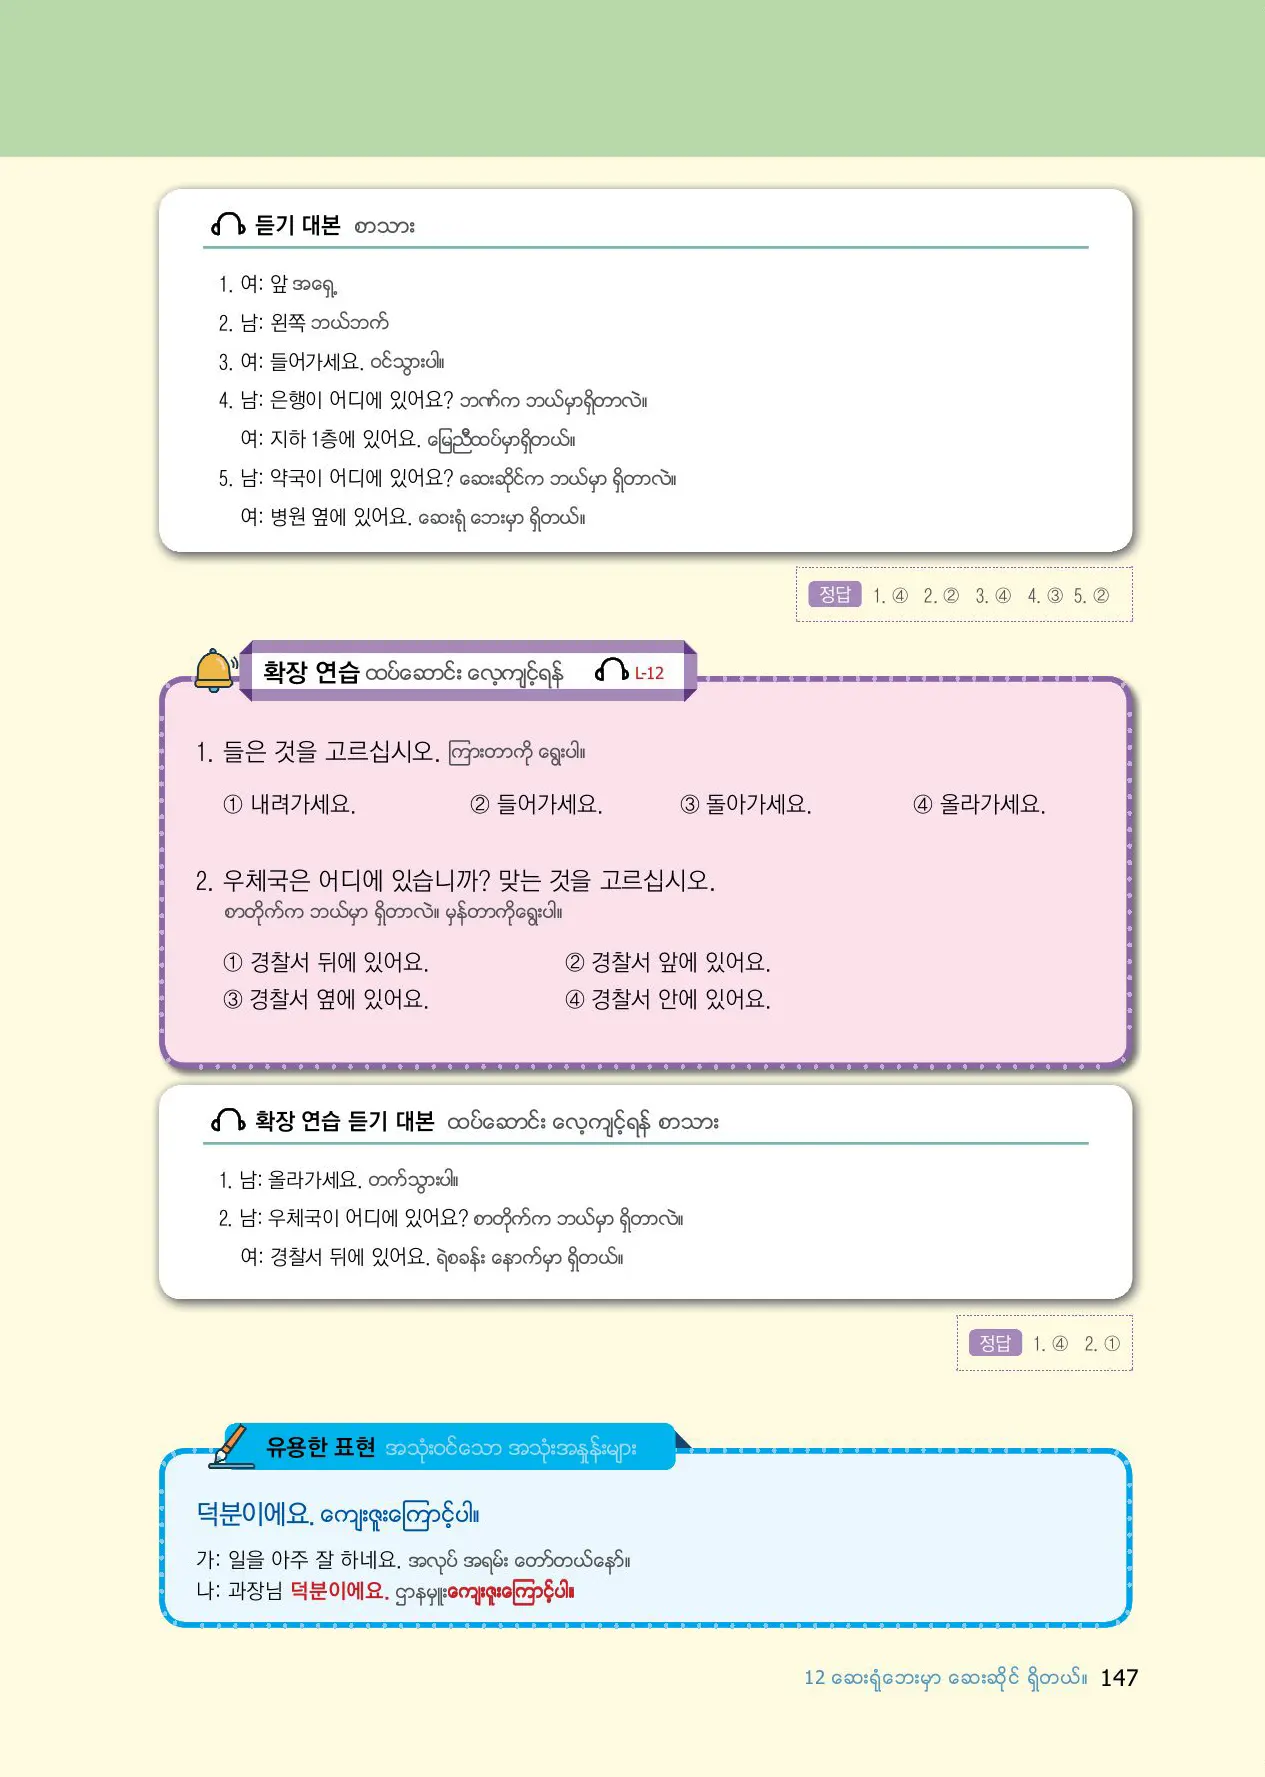 듣기 대본 စာသား
1. 여: 앞 အရှေ့
2. 남: 왼쪽 ဘယ်ဘက်
3. 여: 들어가세요. ဝင်သွားပါ။
4. 남: 은행이 어디에 있어요? ဘဏ်က ဘယ်မှာရှိတာလဲ။
여: 지하 1층에 있어요. မြေညီထပ်မှာရှိတယ်။
5. 남: 약국이 어디에 있어요? ဆေးဆိုင်က ဘယ်မှာ ရှိတာလဲ။
여: 병원 옆에 있어요. ဆေးရုံ ဘေးမှာ ရှိတယ်။
정답 1. ④ 2. ② 3. ④ 4. ③ 5. ②
확장 연습 ထပ်ဆောင်း လေ့ကျင့်ရန် L-12
1. 들은 것을 고르십시오. ကြားတာကို ရွေးပါ။
① 내려가세요. ② 들어가세요. ③ 돌아가세요. ④ 올라가세요.
2. 우체국은 어디에 있습니까? 맞는 것을 고르십시오.
စာတိုက်က ဘယ်မှာ ရှိတာလဲ။ မှန်တာကိုရွေးပါ။
① 경찰서 뒤에 있어요. ② 경찰서 앞에 있어요.
③ 경찰서 옆에 있어요. ④ 경찰서 안에 있어요.
확장 연습 듣기 대본 ထပ်ဆောင်း လေ့ကျင့်ရန် စာသား
1. 남: 올라가세요. တက်သွားပါ။
2. 남: 우체국이 어디에 있어요? စာတိုက်က ဘယ်မှာ ရှိတာလဲ။
여: 경찰서 뒤에 있어요. ရဲစခန်း နောက်မှာ ရှိတယ်။
정답 1. ④ 2. ①
유용한 표현 အသုံးဝင်သော အသုံးအနှုန်းများ
덕분이에요. ကျေးဇူးကြောင့်ပါ။
가: 일을 아주 잘 하네요. အလုပ် အရမ်း တော်တယ်နော်။
나: 과장님 덕분이에요. ဌာနမှူးကျေးဇူးကြောင့်ပါ။
12 ဆေးရုံဘေးမှာ ဆေးဆိုင် ရှိတယ်။ 147